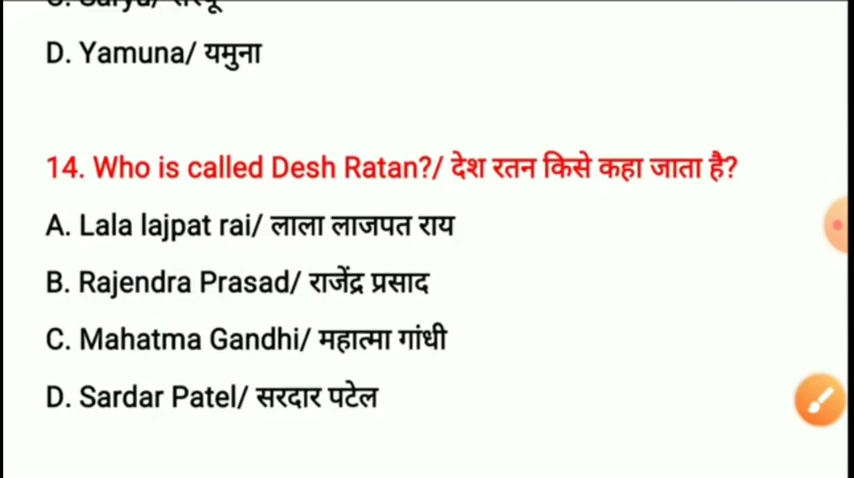 D. Yamuna/ यमुना
14. Who is called Desh Ratan?/ देश रतन किसे कहा जाता है?
A. Lala lajpat rai/ लाला लाजपत राय
B. Rajendra Prasad/ राजेंद्र प्रसाद
C. Mahatma Gandhi/ महात्मा गांधी
D. Sardar Patel/ सरदार पटेल